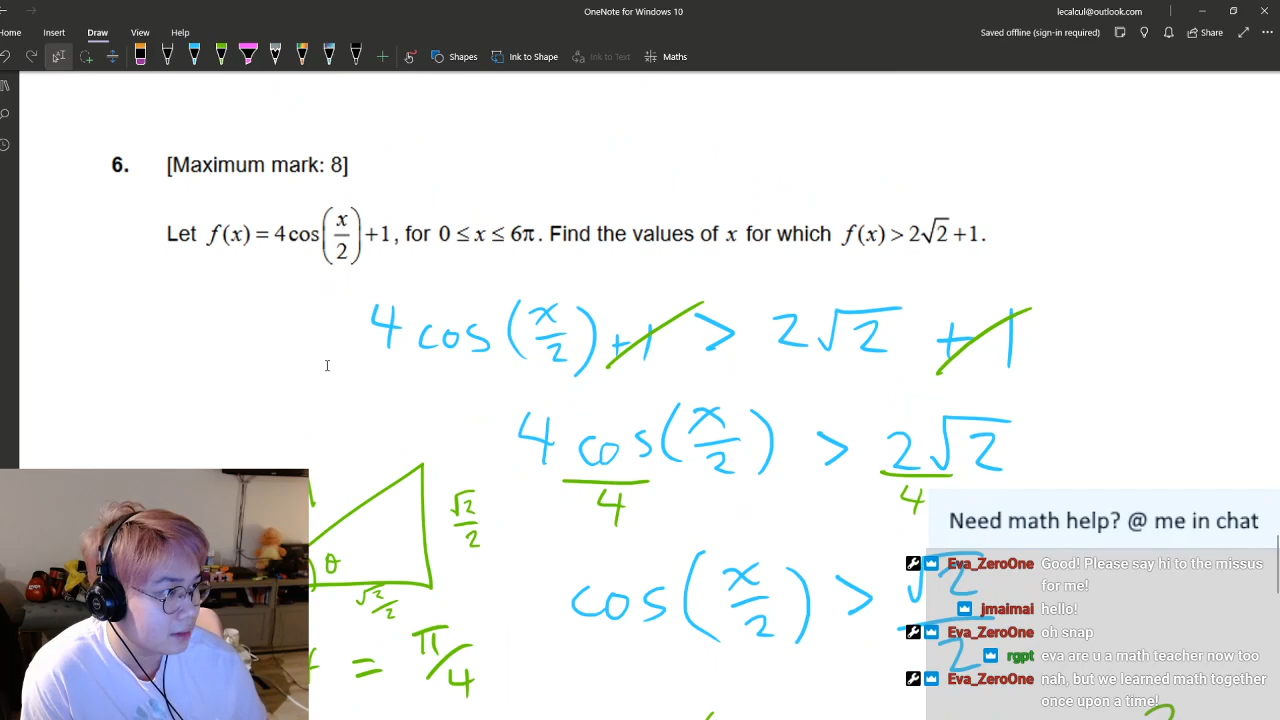 OneNote for Windows 10
lecalcul@outlook.com
Home Insert Draw View Help
Saved offline (sign-in required)
Share
Shapes Ink to Shape Ink to Text Maths
6. [Maximum mark: 8]
Let f(x) = 4cos(x/2)+1, for 0 ≤ x ≤ 6π. Find the values of x for which f(x) > 2√2 +1.
4 cos(x/2) +1 > 2√2 + 1
4 cos(x/2) > 2√2
4 4
cos(x/2) > √2/2
√2/2
θ
√2/2
= π/4
Need math help? @ me in chat
Eva_ZeroOne Good! Please say hi to the missus
for me!
jmaimai hello!
Eva_ZeroOne oh snap
rgpt eva are u a math teacher now too
Eva_ZeroOne nah, but we learned math together
once upon a time!